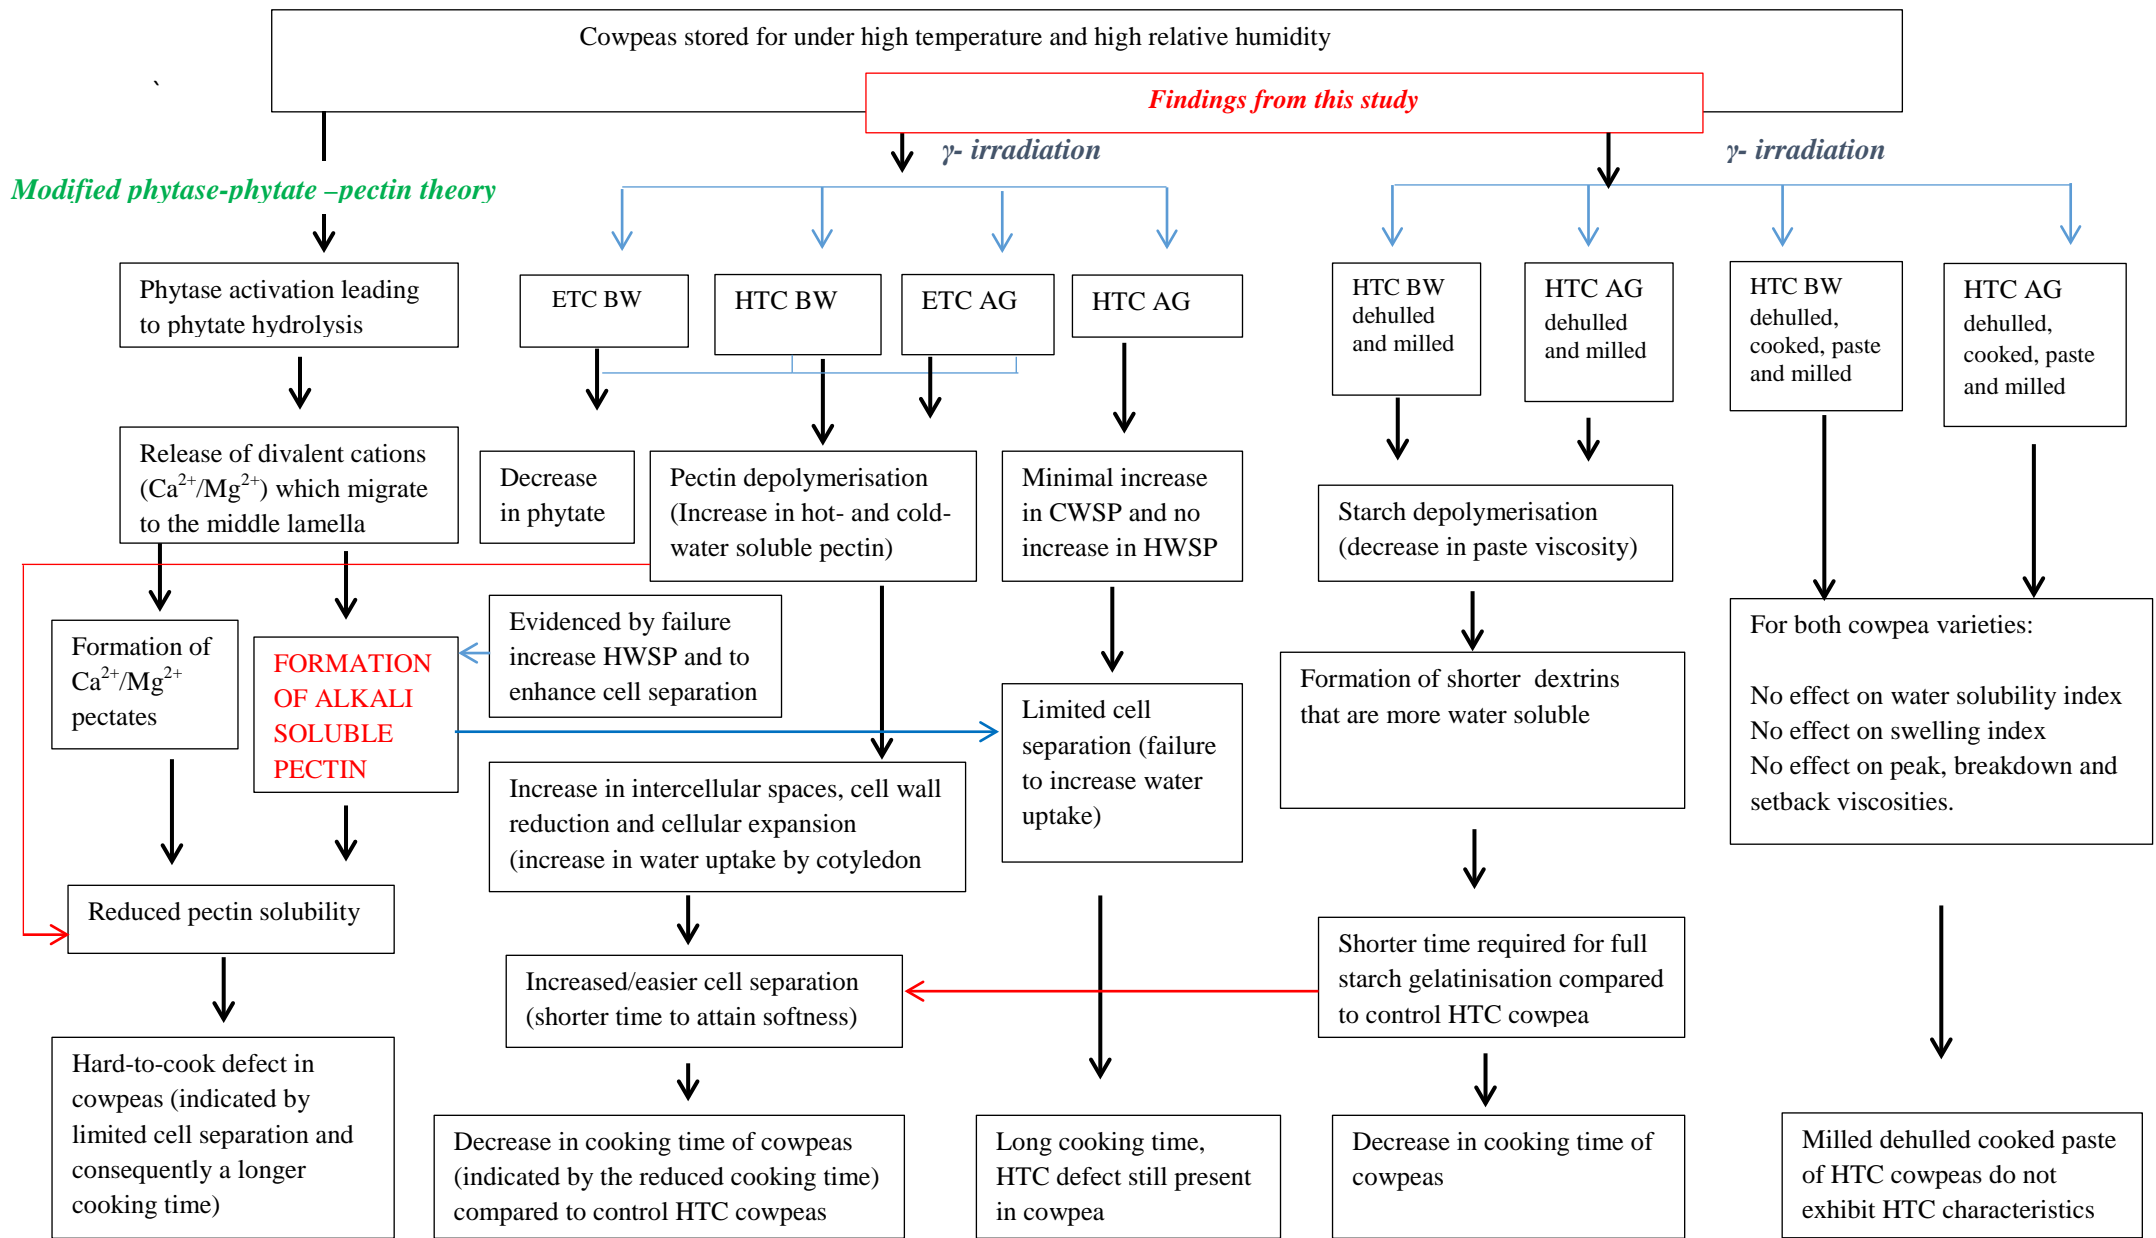 Cowpeas stored for under high temperature and high relative humidity
`
Findings from this study
γ- irradiation
γ- irradiation
Modified phytase-phytate –pectin theory
Phytase activation leading
to phytate hydrolysis
ETC BW
HTC BW
ETC AG
HTC AG
HTC BW
dehulled
and milled
HTC AG
dehulled
and milled
HTC BW
dehulled,
cooked, paste
and milled
HTC AG
dehulled,
cooked, paste
and milled
Release of divalent cations
(Ca²⁺/Mg²⁺) which migrate
to the middle lamella
Decrease
in phytate
Pectin depolymerisation
(Increase in hot- and cold-
water soluble pectin)
Minimal increase
in CWSP and no
increase in HWSP
Starch depolymerisation
(decrease in paste viscosity)
Formation of
Ca²⁺/Mg²⁺
pectates
FORMATION
OF ALKALI
SOLUBLE
PECTIN
Evidenced by failure
increase HWSP and to
enhance cell separation
Limited cell
separation (failure
to increase water
uptake)
Formation of shorter dextrins
that are more water soluble
For both cowpea varieties:
No effect on water solubility index
No effect on swelling index
No effect on peak, breakdown and
setback viscosities.
Increase in intercellular spaces, cell wall
reduction and cellular expansion
(increase in water uptake by cotyledon
Reduced pectin solubility
Increased/easier cell separation
(shorter time to attain softness)
Shorter time required for full
starch gelatinisation compared
to control HTC cowpea
Hard-to-cook defect in
cowpeas (indicated by
limited cell separation and
consequently a longer
cooking time)
Decrease in cooking time of cowpeas
(indicated by the reduced cooking time)
compared to control HTC cowpeas
Long cooking time,
HTC defect still present
in cowpea
Decrease in cooking time of
cowpeas
Milled dehulled cooked paste
of HTC cowpeas do not
exhibit HTC characteristics